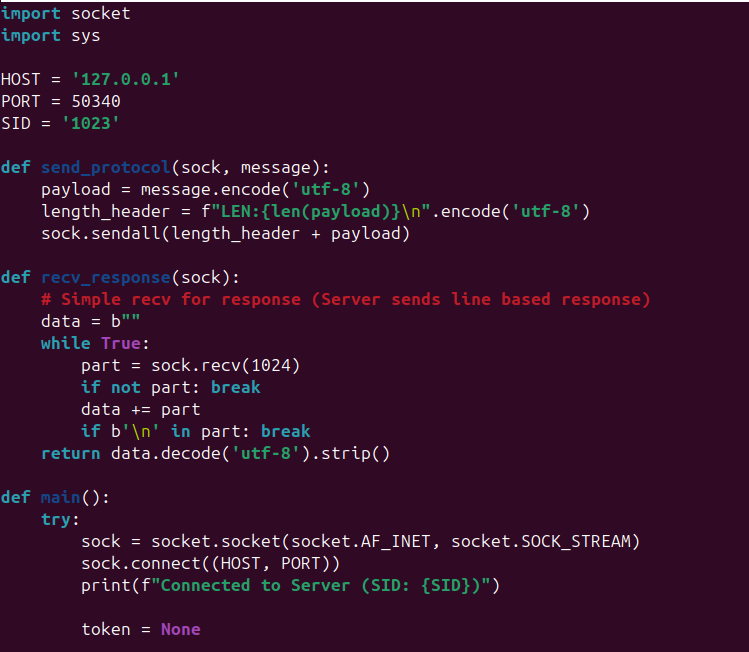 import socket
import sys

HOST = '127.0.0.1'
PORT = 50340
SID = '1023'

def send_protocol(sock, message):
    payload = message.encode('utf-8')
    length_header = f"LEN:{len(payload)}\n".encode('utf-8')
    sock.sendall(length_header + payload)

def recv_response(sock):
    # Simple recv for response (Server sends line based response)
    data = b""
    while True:
        part = sock.recv(1024)
        if not part: break
        data += part
        if b'\n' in part: break
    return data.decode('utf-8').strip()

def main():
    try:
        sock = socket.socket(socket.AF_INET, socket.SOCK_STREAM)
        sock.connect((HOST, PORT))
        print(f"Connected to Server (SID: {SID})")

        token = None